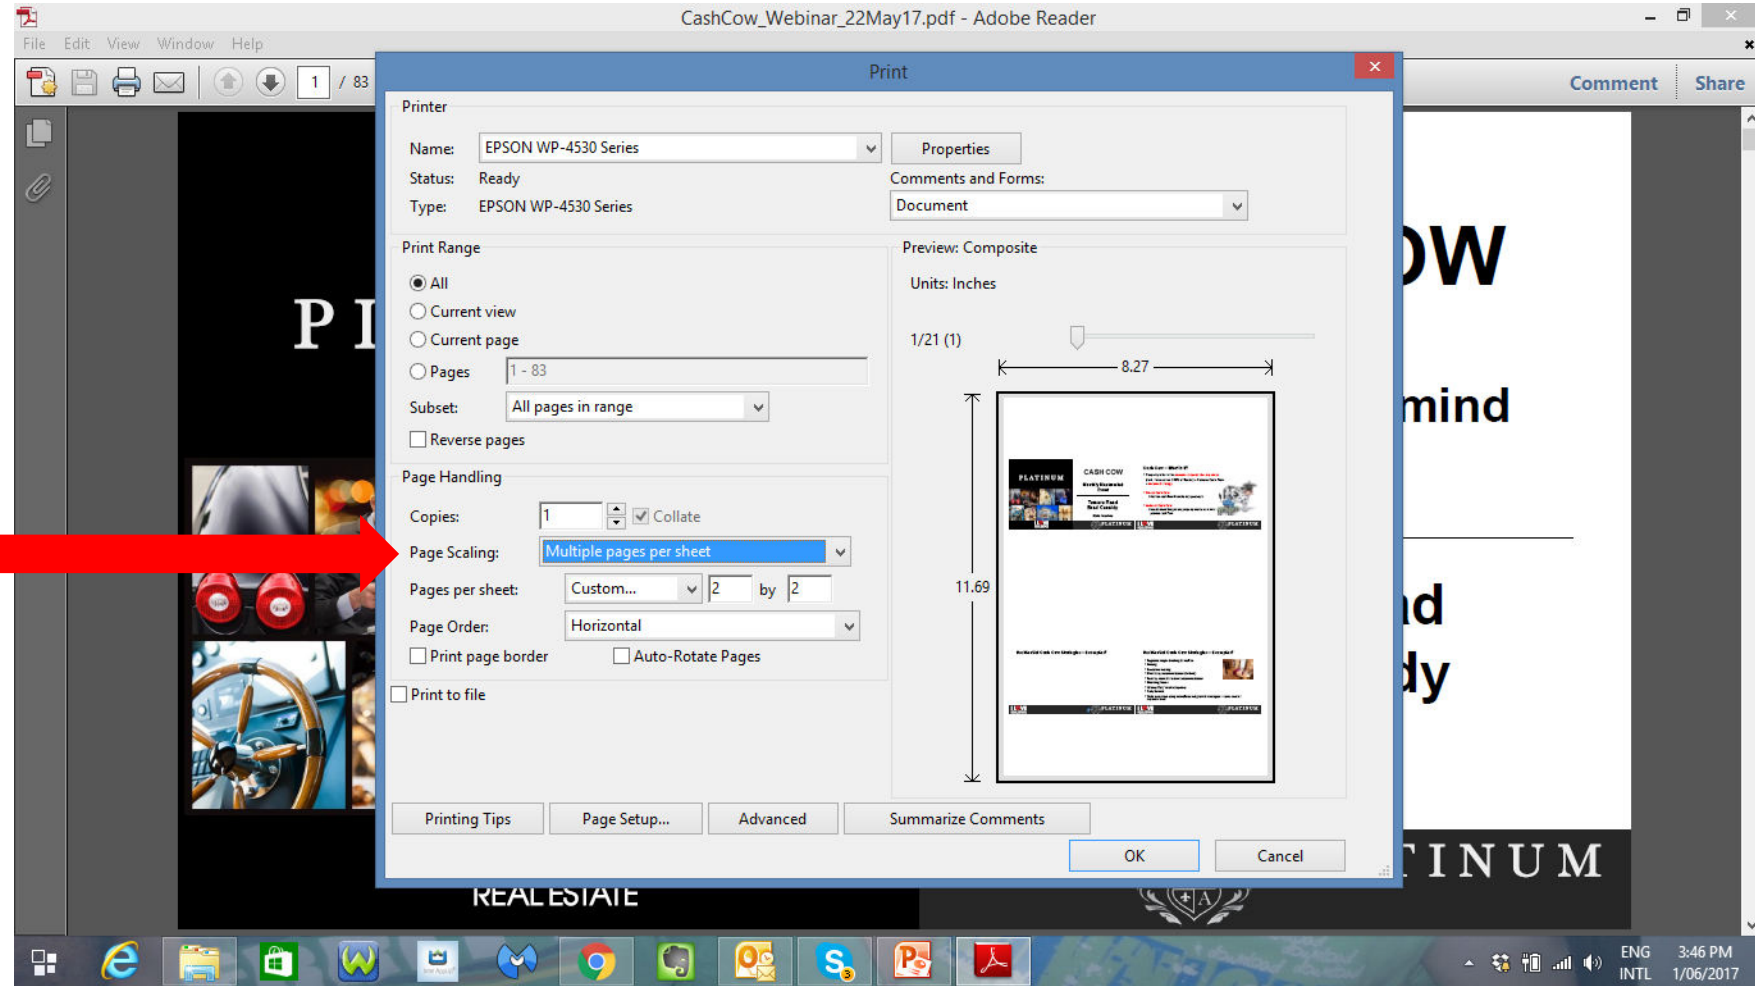 CashCow_Webinar_22May17.pdf - Adobe Reader
File Edit View Window Help
1 / 83
Comment Share
Print
Printer
Name: EPSON WP-4530 Series Properties
Status: Ready Comments and Forms:
Type: EPSON WP-4530 Series Document
Print Range Preview: Composite
All Units: Inches
Current view
Current page 1/21 (1)
Pages 1 - 83 8.27
Subset: All pages in range
Reverse pages
Page Handling
Copies: 1 Collate
Page Scaling: Multiple pages per sheet
Pages per sheet: Custom... 2 by 2 11.69
Page Order: Horizontal
Print page border Auto-Rotate Pages
Print to file
PLATINUM CASH COW
Printing Tips Page Setup... Advanced Summarize Comments
OK Cancel
PL
OW
mind
ad
dy
TINUM
REAL ESTATE
A
ENG 3:46 PM
INTL 1/06/2017